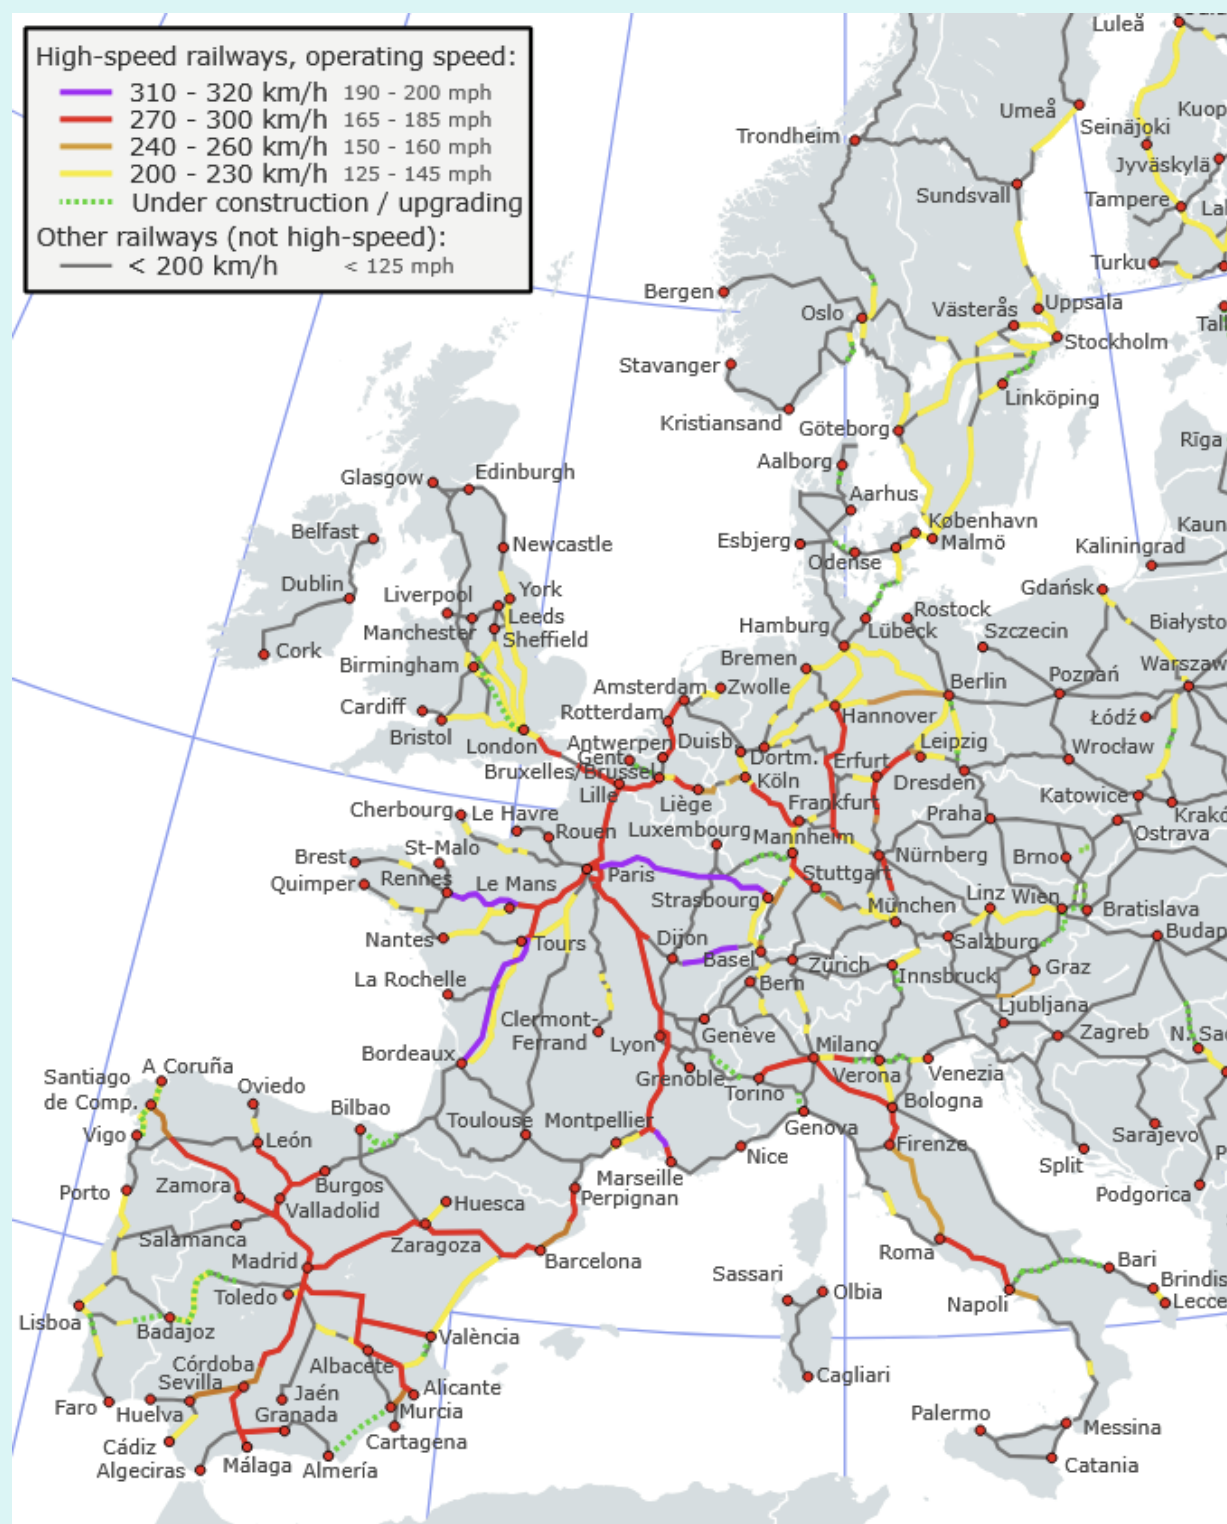 High-speed railways, operating speed:
310 - 320 km/h 190 - 200 mph
270 - 300 km/h 165 - 185 mph
240 - 260 km/h 150 - 160 mph
200 - 230 km/h 125 - 145 mph
Under construction / upgrading
Other railways (not high-speed):
< 200 km/h < 125 mph
Luleå
Umeå
Kuop
Seinäjoki
Trondheim
Jyväskylä
Sundsvall
Tampere
Lal
Turku
Bergen
Oslo
Västerås
Uppsala
Tall
Stockholm
Stavanger
Linköping
Kristiansand
Göteborg
Rīga
Aalborg
Glasgow
Edinburgh
Aarhus
Belfast
København
Kaun
Esbjerg
Malmö
Newcastle
Odense
Kaliningrad
Dublin
Liverpool
York
Gdańsk
Leeds
Rostock
Manchester
Sheffield
Hamburg
Lübeck
Szczecin
Białysto
Cork
Birmingham
Bremen
Poznań
Warszaw
Amsterdam
Zwolle
Berlin
Cardiff
Rotterdam
Hannover
Łódź
Bristol
London
Antwerpen
Duisb.
Leipzig
Wrocław
Gent
Dortm.
Erfurt
Bruxelles/Brussel
Köln
Dresden
Lille
Liège
Katowice
Frankfurt
Kraków
Cherbourg
Le Havre
Praha
Ostrava
Rouen
Luxembourg
Mannheim
St-Malo
Brest
Nürnberg
Brno
Quimper
Rennes
Le Mans
Paris
Stuttgart
Strasbourg
München
Linz
Wien
Bratislava
Nantes
Tours
Dijon
Salzburg
Budap
Basel
Zürich
Graz
La Rochelle
Innsbruck
Bern
Ljubljana
Clermont-
Ferrand
Genève
Zagreb
N. Sad
Lyon
Milano
Bordeaux
A Coruña
Grenoble
Verona
Venezia
Santiago
de Comp.
Oviedo
Torino
Bilbao
Bologna
Toulouse
Montpellier
Genova
Vigo
León
Firenze
Sarajevo
Nice
Split
Zamora
Burgos
Marseille
Porto
Valladolid
Perpignan
Podgorica
Huesca
Salamanca
Zaragoza
Madrid
Barcelona
Roma
Bari
Sassari
Brindis
Toledo
Olbia
Napoli
Lecce
Lisboa
Badajoz
València
Córdoba
Albacete
Sevilla
Cagliari
Jaén
Alicante
Faro
Huelva
Granada
Murcia
Palermo
Messina
Cádiz
Cartagena
Algeciras
Málaga
Almería
Catania